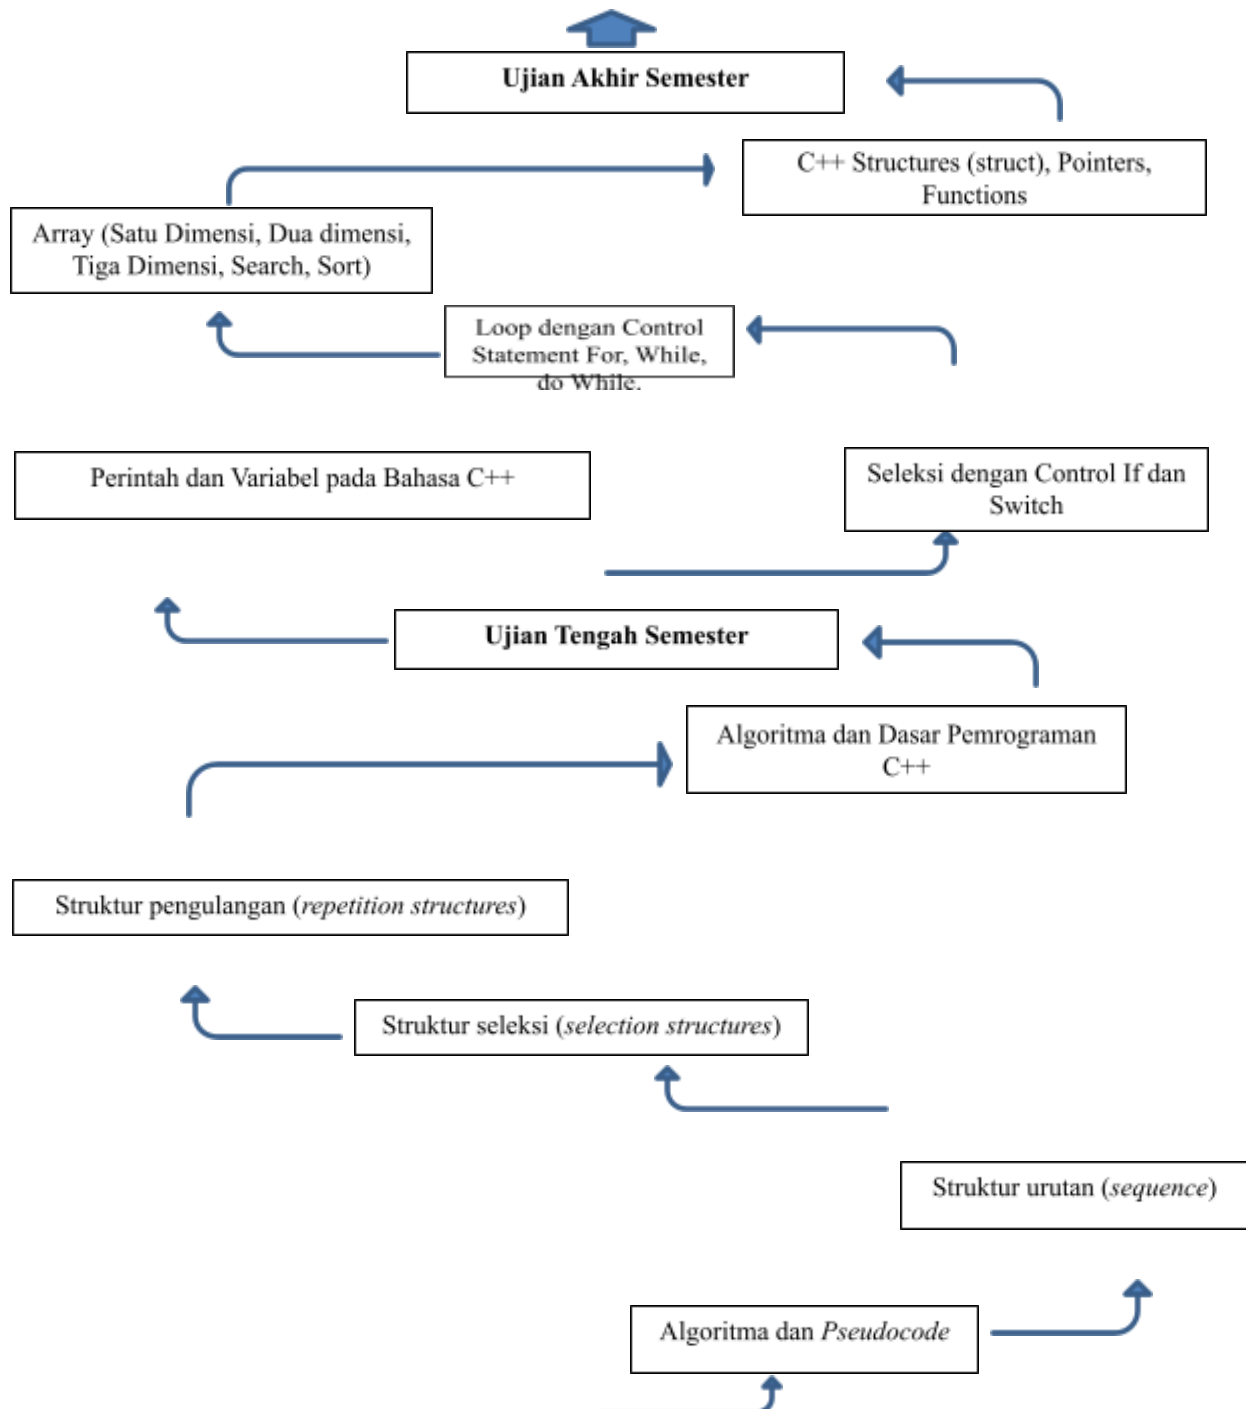 Ujian Akhir Semester
C++ Structures (struct), Pointers,
Functions
Array (Satu Dimensi, Dua dimensi,
Tiga Dimensi, Search, Sort)
Loop dengan Control
Statement For, While,
do While.
Perintah dan Variabel pada Bahasa C++
Seleksi dengan Control If dan
Switch
Ujian Tengah Semester
Algoritma dan Dasar Pemrograman
C++
Struktur pengulangan (repetition structures)
Struktur seleksi (selection structures)
Struktur urutan (sequence)
Algoritma dan Pseudocode